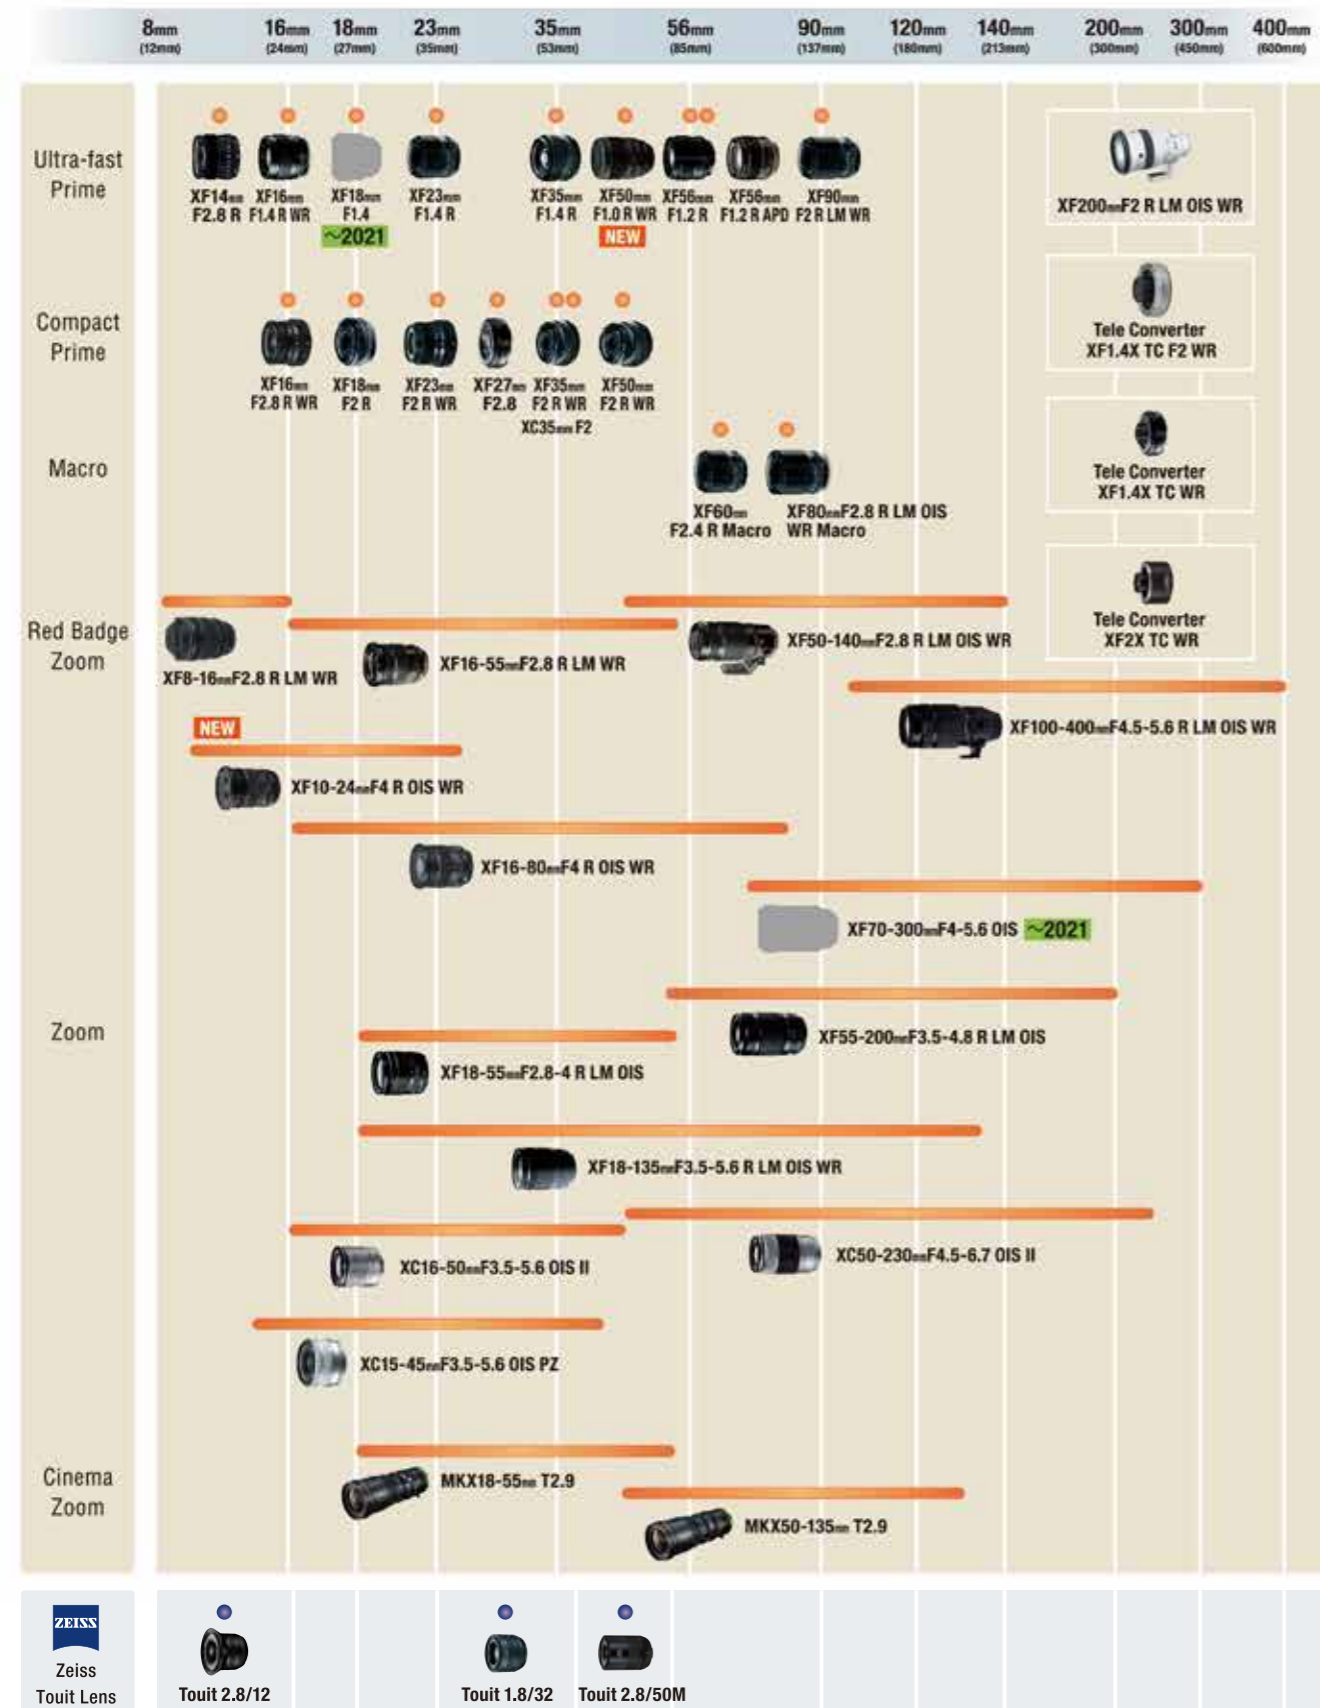 8mm 16mm 18mm 23mm 35mm 56mm 90mm 120mm 140mm 200mm 300mm 400mm
(12mm) (24mm) (27mm) (35mm) (53mm) (85mm) (137mm) (180mm) (213mm) (300mm) (450mm) (600mm)
Ultra-fast
Prime
XF14mm XF16mm XF18mm XF23mm XF35mm XF50mm XF56mm XF56mm XF90mm
F2.8 R F1.4 R WR F1.4 F1.4 R F1.4 R F1.0 R WR F1.2 R F1.2 R APD F2 R LM WR
~2021 NEW
XF200mmF2 R LM OIS WR
Compact
Prime
XF16mm XF18mm XF23mm XF27mm XF35mm XF50mm
F2.8 R WR F2 R F2 R WR F2.8 F2 R WR F2 R WR
XC35mm F2
Tele Converter
XF1.4X TC F2 WR
Macro
XF60mm XF80mmF2.8 R LM OIS
F2.4 R Macro WR Macro
Tele Converter
XF1.4X TC WR
Tele Converter
XF2X TC WR
Red Badge
Zoom
XF8-16mmF2.8 R LM WR
XF16-55mmF2.8 R LM WR
XF50-140mmF2.8 R LM OIS WR
XF100-400mmF4.5-5.6 R LM OIS WR
NEW
XF10-24mmF4 R OIS WR
XF16-80mmF4 R OIS WR
XF70-300mmF4-5.6 OIS ~2021
Zoom
XF55-200mmF3.5-4.8 R LM OIS
XF18-55mmF2.8-4 R LM OIS
XF18-135mmF3.5-5.6 R LM OIS WR
XC50-230mmF4.5-6.7 OIS II
XC16-50mmF3.5-5.6 OIS II
XC15-45mmF3.5-5.6 OIS PZ
Cinema
Zoom
MKX18-55mm T2.9
MKX50-135mm T2.9
ZEISS
Zeiss
Touit Lens
Touit 2.8/12 Touit 1.8/32 Touit 2.8/50M